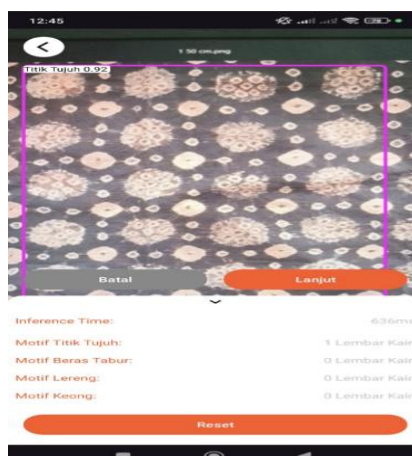 12:45
1 50 cm.png
Titik Tujuh 0.92
Batal
Lanjut
Inference Time:
636ms
Motif Titik Tujuh:
1 Lembar Kain
Motif Beras Tabur:
0 Lembar Kain
Motif Lereng:
0 Lembar Kain
Motif Keong:
0 Lembar Kain
Reset